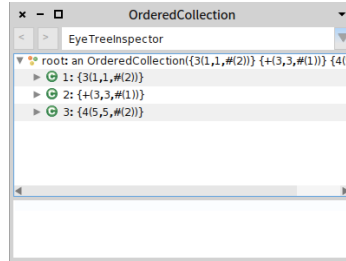 OrderedCollection
EyeTreeInspector
root: an OrderedCollection({3(1,1,#(2))} {+(3,3,#(1))} {4(
1: {3(1,1,#(2))}
2: {+(3,3,#(1))}
3: {4(5,5,#(2))}